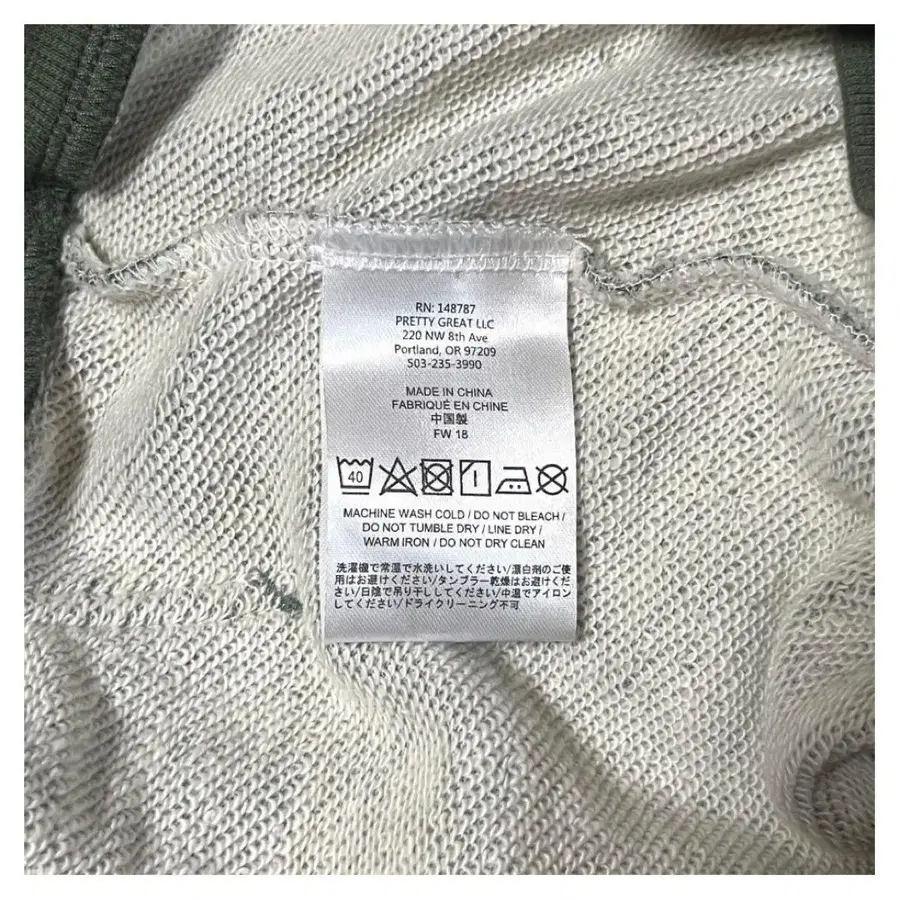 RN: 148787
PRETTY GREAT LLC
220 NW 8th Ave
Portland, OR 97209
503-235-3990
MADE IN CHINA
FABRIQUÉ EN CHINE
中国製
FW 18
40
MACHINE WASH COLD / DO NOT BLEACH /
DO NOT TUMBLE DRY / LINE DRY /
WARM IRON / DO NOT DRY CLEAN
洗濯機で常温で水洗いしてください/漂白剤のご使
用はお避けください/タンブラー乾燥はお避けくだ
さい/日陰で吊り干ししてください/中温でアイロン
してください/ドライクリーニング不可